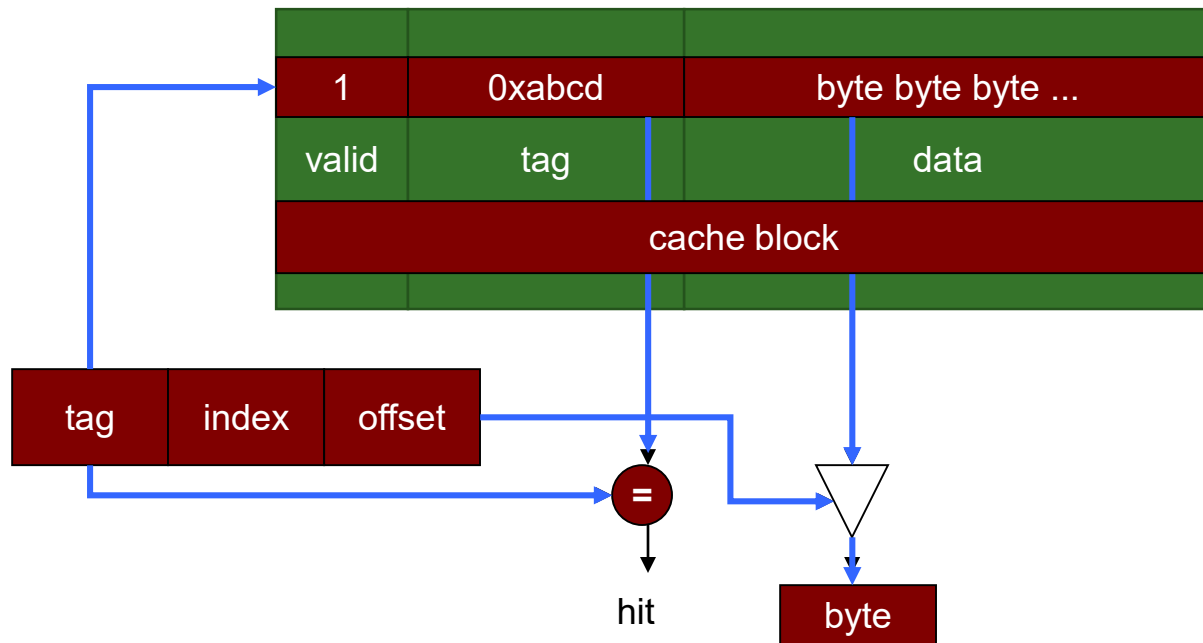 1 0xabcd byte byte byte ...
valid tag data
cache block
tag index offset
=
hit
byte